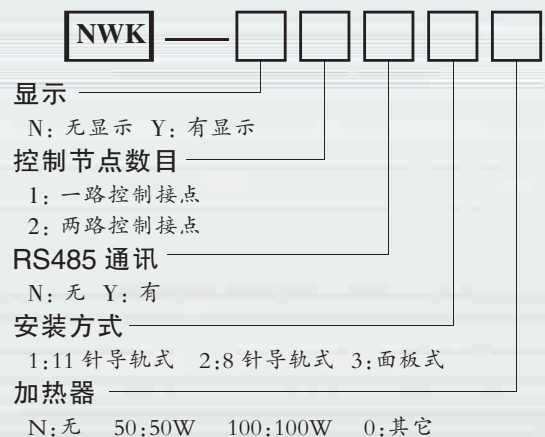 NWK
显示
N: 无显示 Y: 有显示
控制节点数目
1: 一路控制接点
2: 两路控制接点
RS485 通讯
N: 无 Y: 有
安装方式
1:11 针导轨式 2:8 针导轨式 3:面板式
加热器
N:无 50:50W 100:100W 0:其它